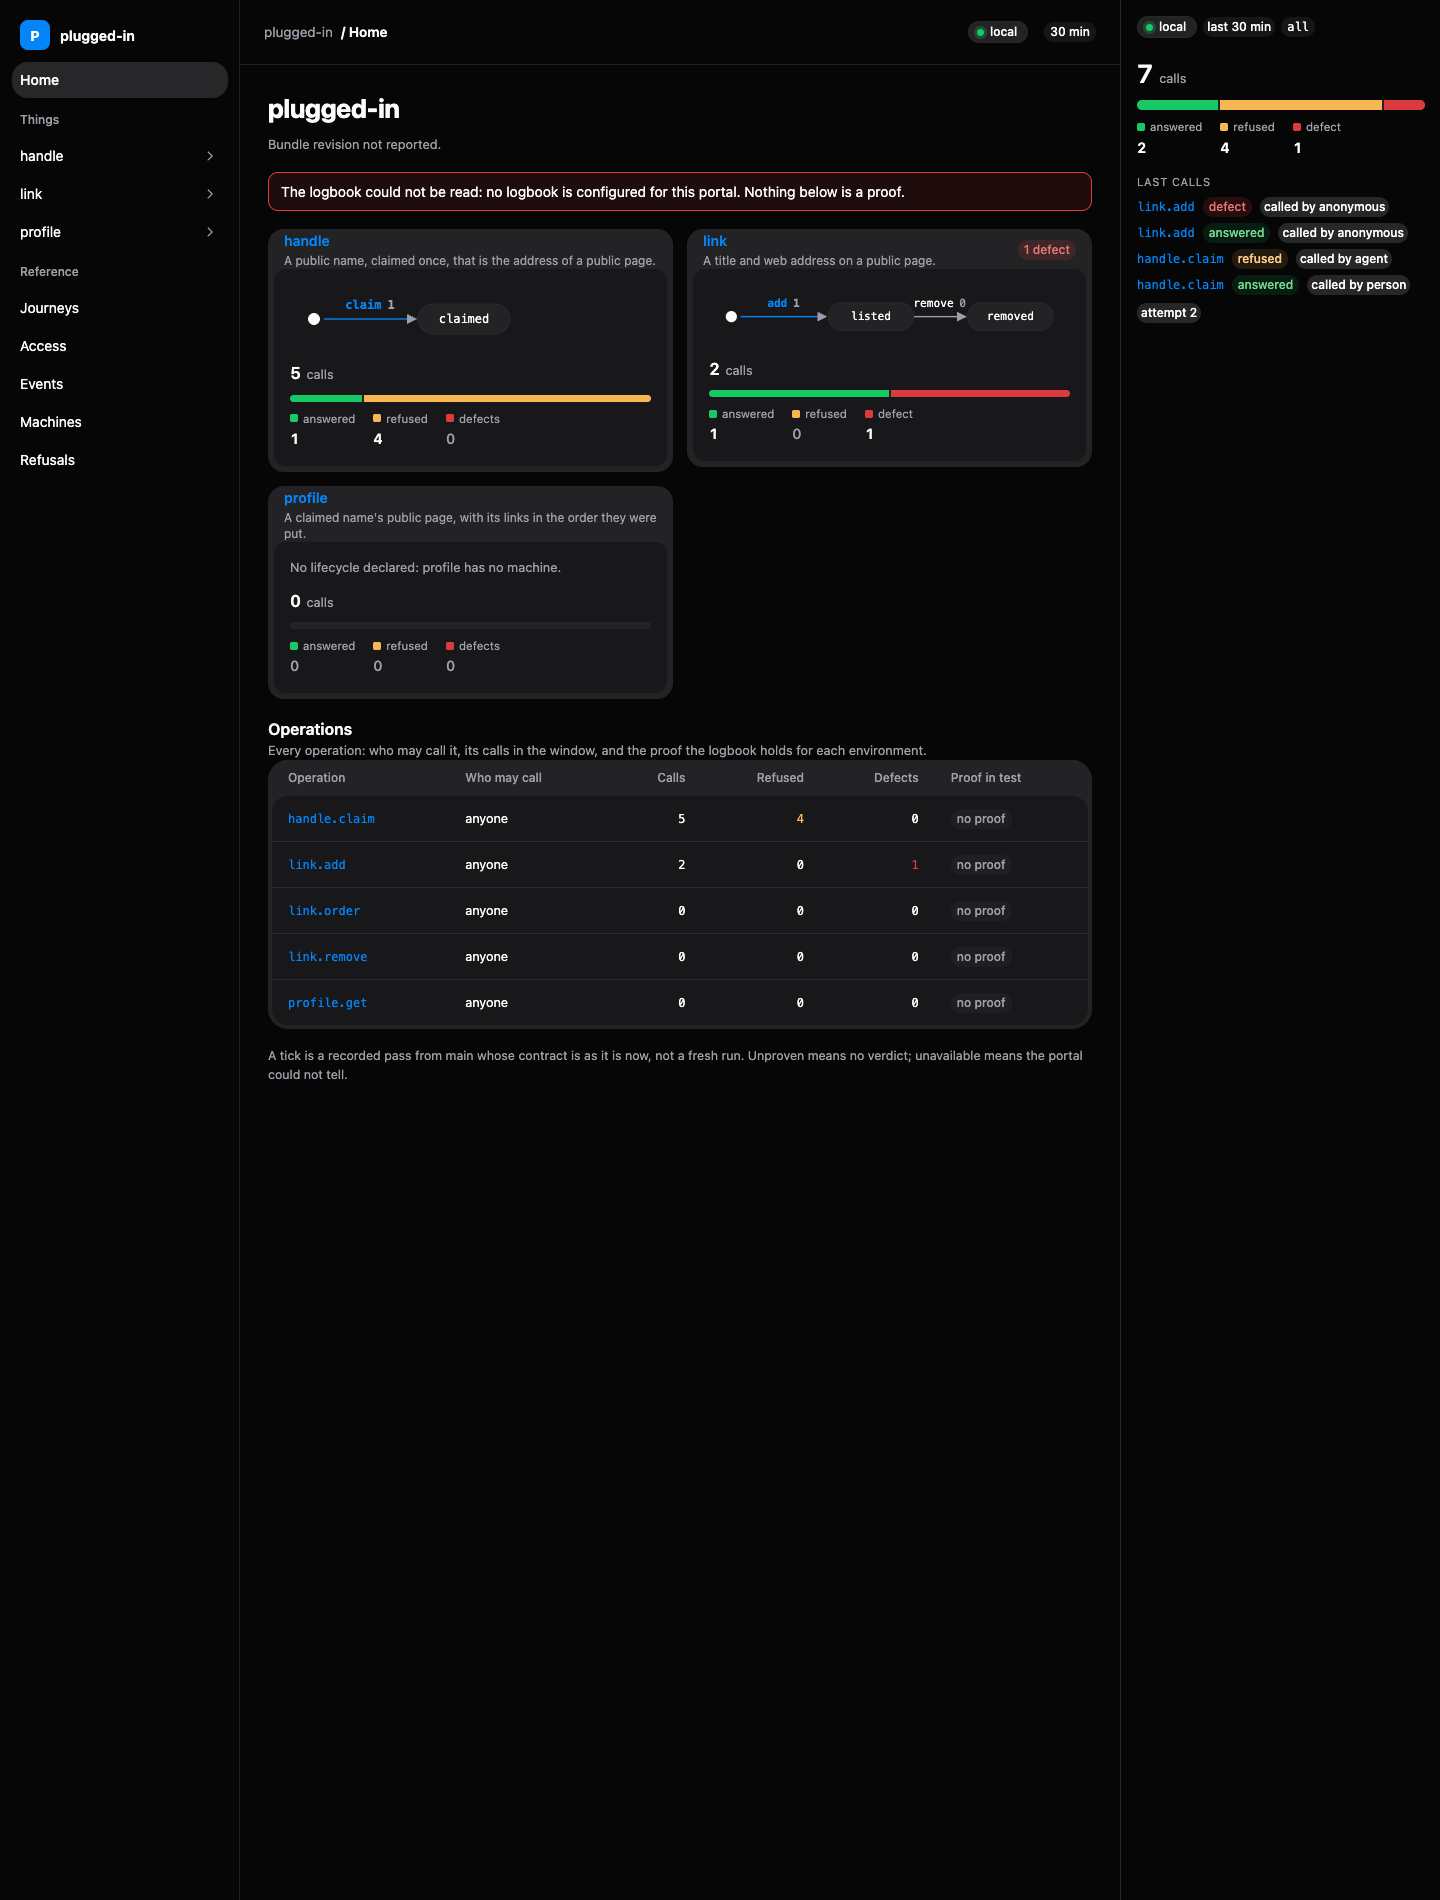 P plugged-in
Home
Things
handle
link
profile
Reference
Journeys
Access
Events
Machines
Refusals
plugged-in / Home
local
30 min
plugged-in
Bundle revision not reported.
The logbook could not be read: no logbook is configured for this portal. Nothing below is a proof.
handle
A public name, claimed once, that is the address of a public page.
claim 1
claimed
5 calls
answered refused defects
1 4 0
link
A title and web address on a public page.
1 defect
add 1
listed
remove 0
removed
2 calls
answered refused defect
1 0 1
profile
A claimed name's public page, with its links in the order they were
put.
No lifecycle declared: profile has no machine.
0 calls
answered refused defects
0 0 0
Operations
Every operation: who may call it, its calls in the window, and the proof the logbook holds for each environment.
Operation Who may call Calls Refused Defects Proof in test
handle.claim anyone 5 4 0 no proof
link.add anyone 2 0 1 no proof
link.order anyone 0 0 0 no proof
link.remove anyone 0 0 0 no proof
profile.get anyone 0 0 0 no proof
A tick is a recorded pass from main whose contract is as it is now, not a fresh run. Unproven means no verdict; unavailable means the portal
could not tell.
local last 30 min all
7 calls
answered refused defect
2 4 1
LAST CALLS
link.add defect called by anonymous
link.add answered called by anonymous
handle.claim refused called by agent
handle.claim answered called by person
attempt 2